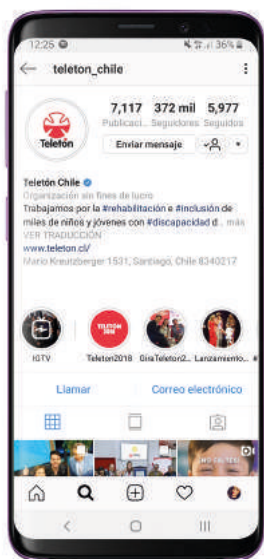 12:25
36%
teleton_chile
7,117 372 mil 5,977
Publicaci... Seguidores Seguidos
Teletón
Enviar mensaje
Teletón Chile
Organización sin fines de lucro
Trabajamos por la #rehabilitación e #inclusión de
miles de niños y jóvenes con #discapacidad d... más
VER TRADUCCIÓN
www.teleton.cl/
Mario Kreutzberger 1531, Santiago, Chile 8340217
TELETÓN
IGTV Teleton2018 GiraTeleton2... Lanzamiento...
Llamar Correo electrónico